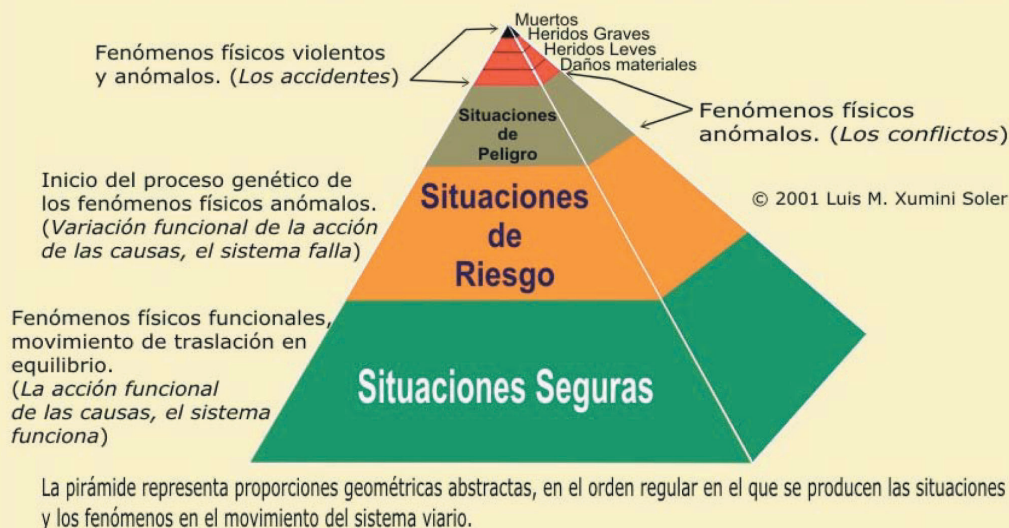 Muertos
Heridos Graves
Heridos Leves
Daños materiales
Fenómenos físicos violentos
y anómalos. (Los accidentes)
Fenómenos físicos
anómalos. (Los conflictos)
Situaciones
de
Peligro
Inicio del proceso genético de
los fenómenos físicos anómalos.
(Variación funcional de la acción
de las causas, el sistema falla)
© 2001 Luis M. Xumini Soler
Situaciones
de
Riesgo
Fenómenos físicos funcionales,
movimiento de traslación en
equilibrio.
(La acción funcional
de las causas, el sistema
funciona)
Situaciones Seguras
La pirámide representa proporciones geométricas abstractas, en el orden regular en el que se producen las situaciones
y los fenómenos en el movimiento del sistema viario.